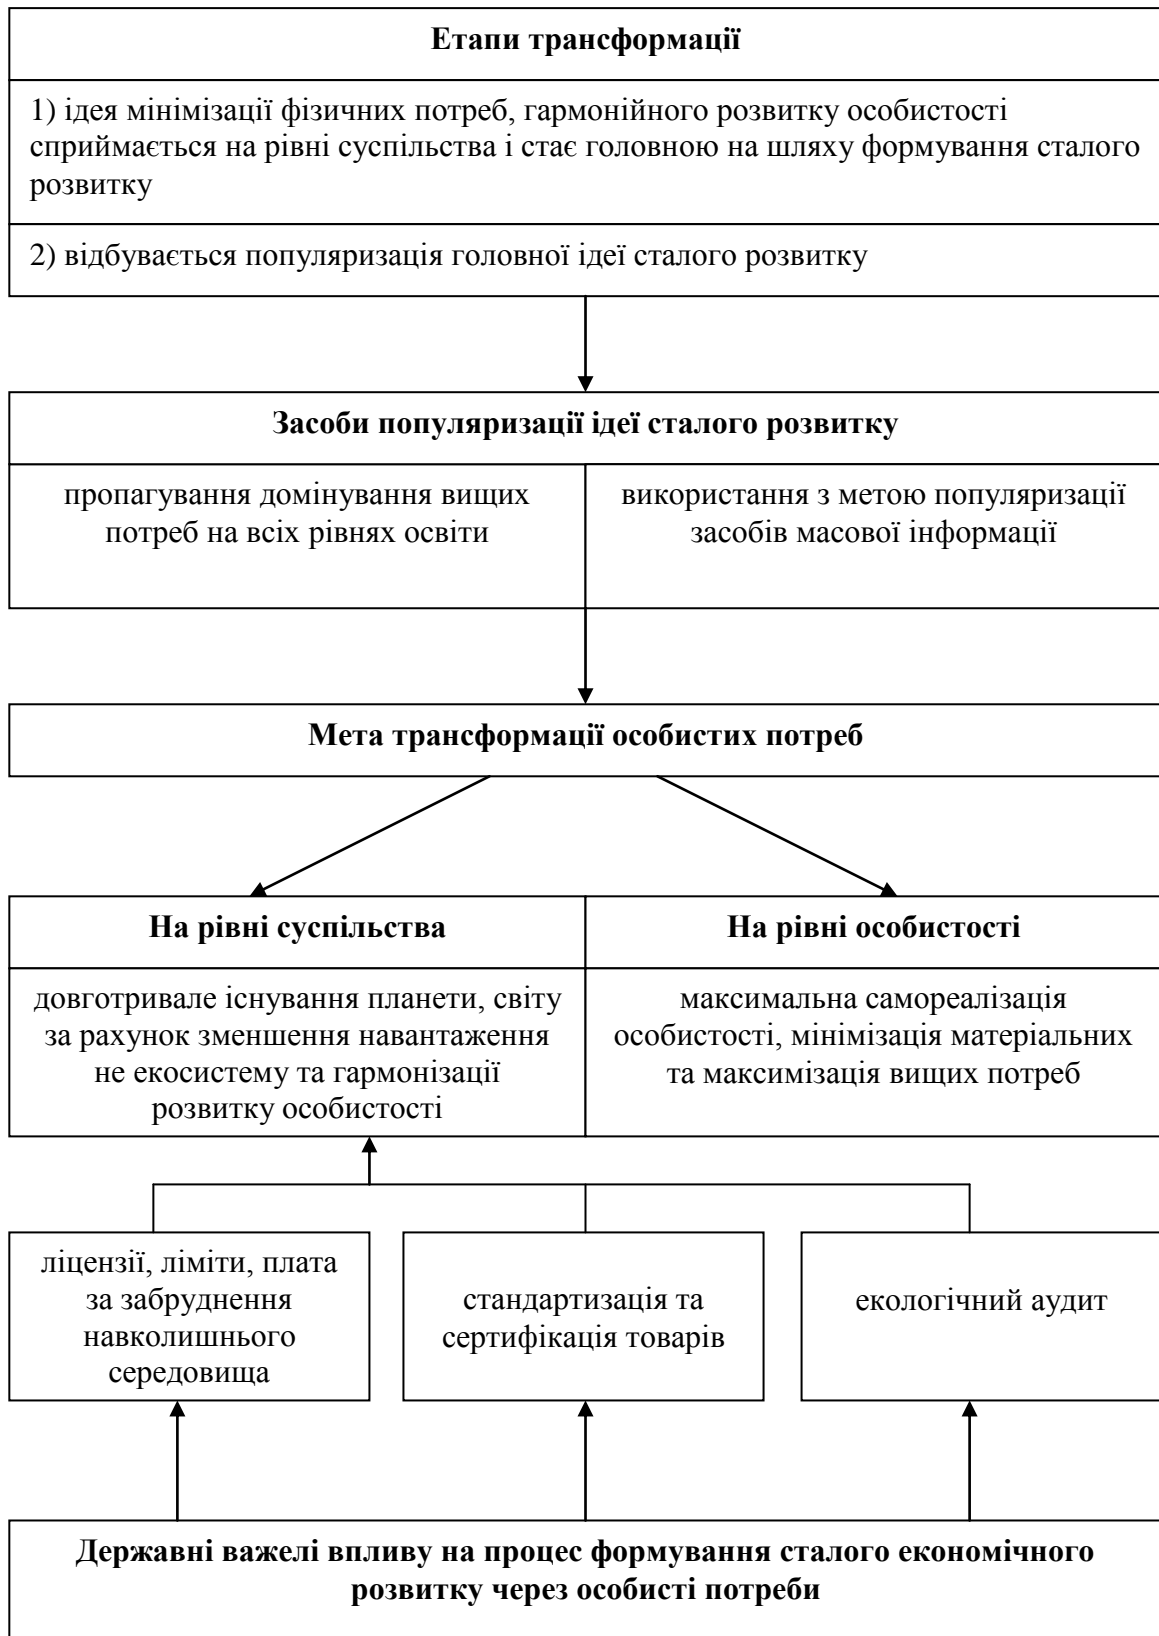 Етапи трансформації
1) ідея мінімізації фізичних потреб, гармонійного розвитку особистості
сприймається на рівні суспільства і стає головною на шляху формування сталого
розвитку
2) відбувається популяризація головної ідеї сталого розвитку
Засоби популяризації ідеї сталого розвитку
пропагування домінування вищих
потреб на всіх рівнях освіти
використання з метою популяризації
засобів масової інформації
Мета трансформації особистих потреб
На рівні суспільства
довготривале існування планети, світу
за рахунок зменшення навантаження
не екосистему та гармонізації
розвитку особистості
На рівні особистості
максимальна самореалізація
особистості, мінімізація матеріальних
та максимізація вищих потреб
ліцензії, ліміти, плата
за забруднення
навколишнього
середовища
стандартизація та
сертифікація товарів
екологічний аудит
Державні важелі впливу на процес формування сталого економічного
розвитку через особисті потреби